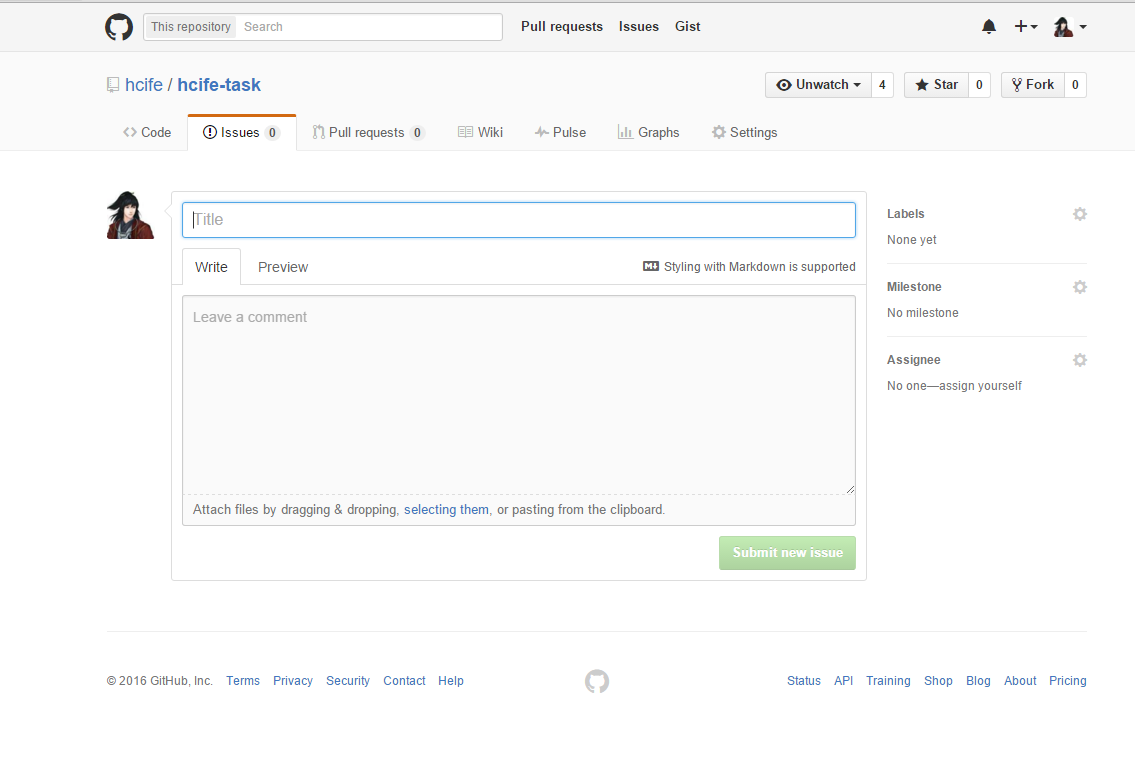 This repository Search Pull requests Issues Gist
hcife / hcife-task Unwatch 4 Star 0 Fork 0
Code Issues 0 Pull requests 0 Wiki Pulse Graphs Settings
Title
Write Preview Styling with Markdown is supported
Leave a comment
Attach files by dragging & dropping, selecting them, or pasting from the clipboard.
Submit new issue
Labels
None yet
Milestone
No milestone
Assignee
No one—assign yourself
© 2016 GitHub, Inc. Terms Privacy Security Contact Help Status API Training Shop Blog About Pricing